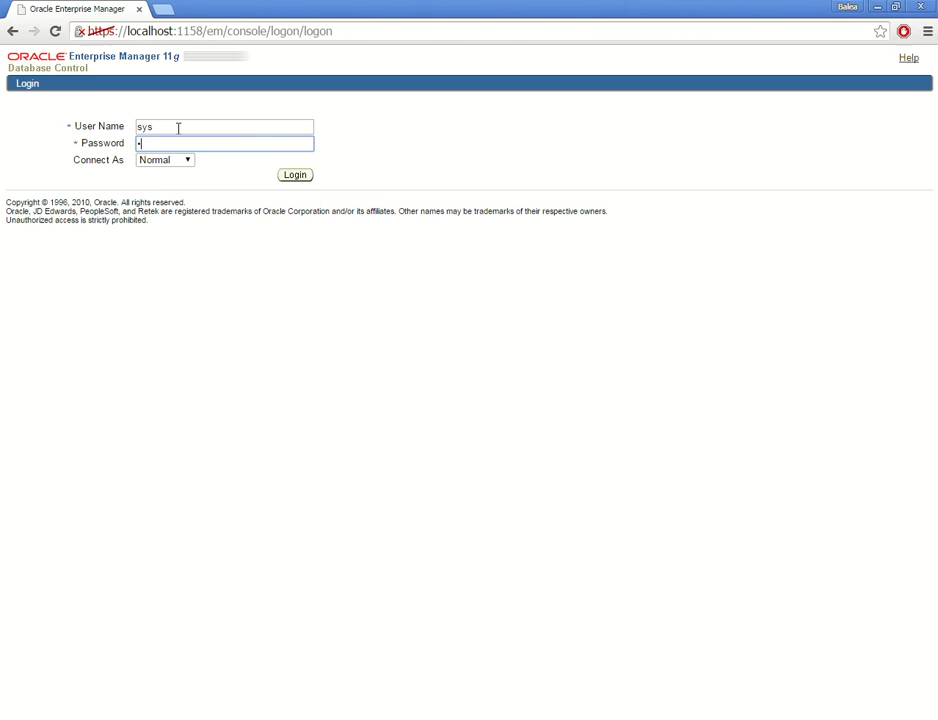 Oracle Enterprise Manager
Balea
https://localhost:1158/em/console/logon/logon
ORACLE Enterprise Manager 11g
Database Control
Help
Login
* User Name sys
* Password •
Connect As Normal
Login
Copyright © 1996, 2010, Oracle. All rights reserved.
Oracle, JD Edwards, PeopleSoft, and Retek are registered trademarks of Oracle Corporation and/or its affiliates. Other names may be trademarks of their respective owners.
Unauthorized access is strictly prohibited.